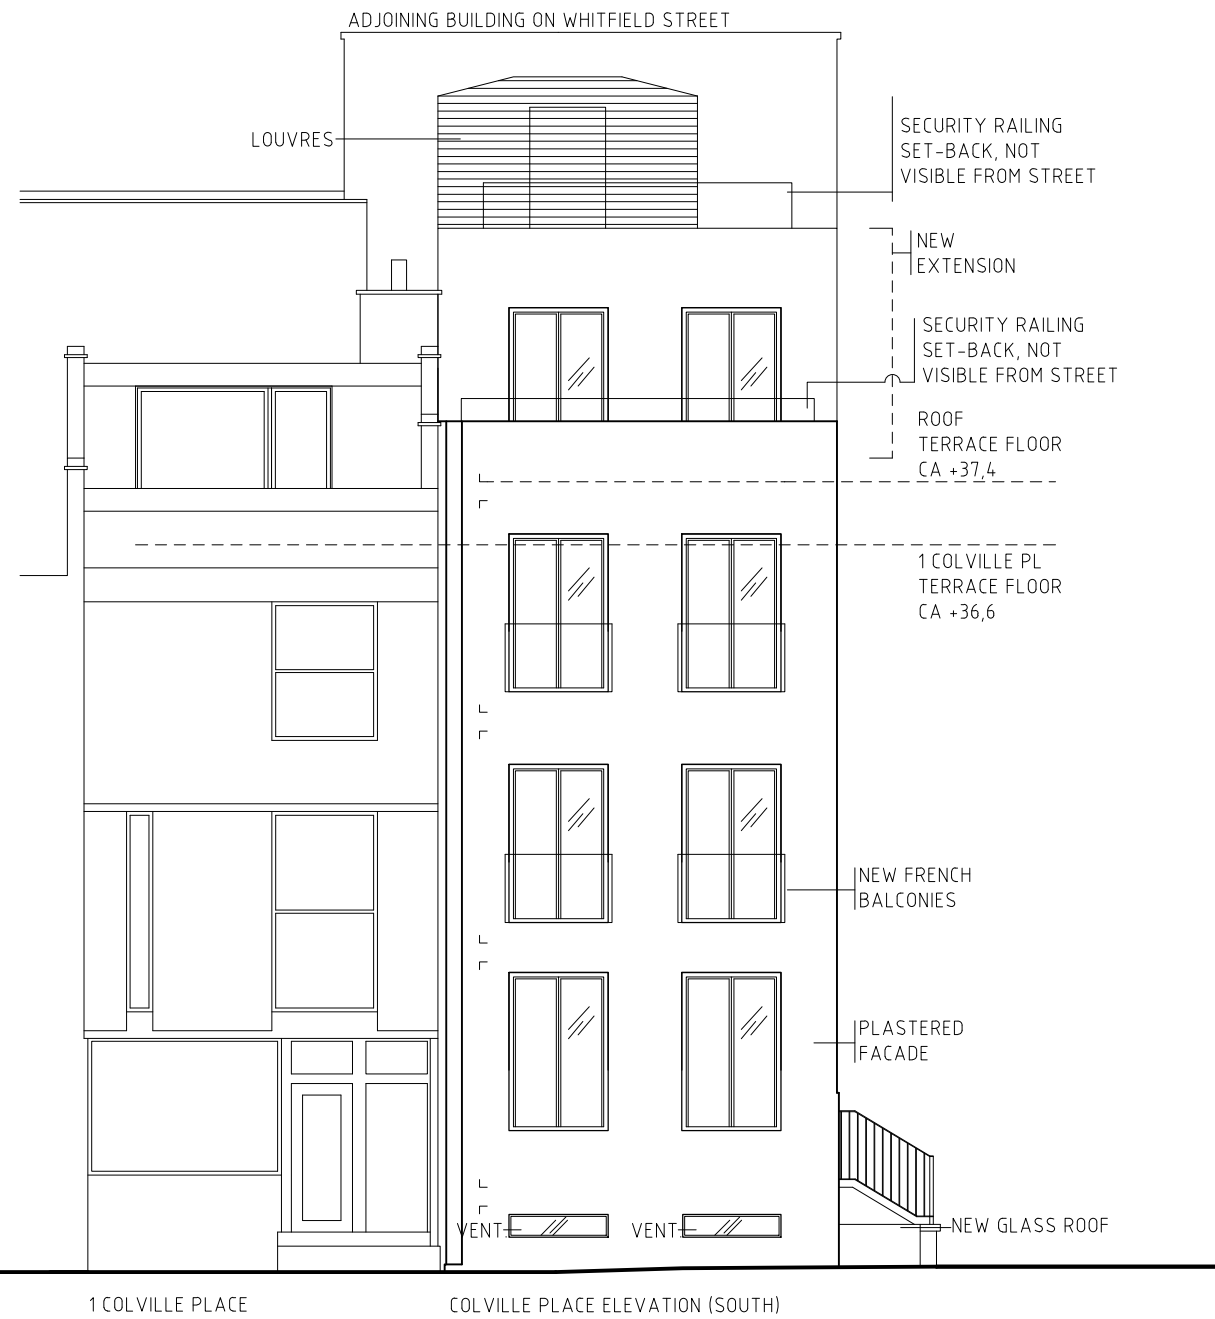 ADJOINING BUILDING ON WHITFIELD STREET
LOUVRES
SECURITY RAILING
SET-BACK, NOT
VISIBLE FROM STREET
NEW
EXTENSION
SECURITY RAILING
SET-BACK, NOT
VISIBLE FROM STREET
ROOF
TERRACE FLOOR
CA +37,4
1 COLVILLE PL
TERRACE FLOOR
CA +36,6
NEW FRENCH
BALCONIES
PLASTERED
FACADE
VENT
VENT
NEW GLASS ROOF
1 COLVILLE PLACE
COLVILLE PLACE ELEVATION (SOUTH)